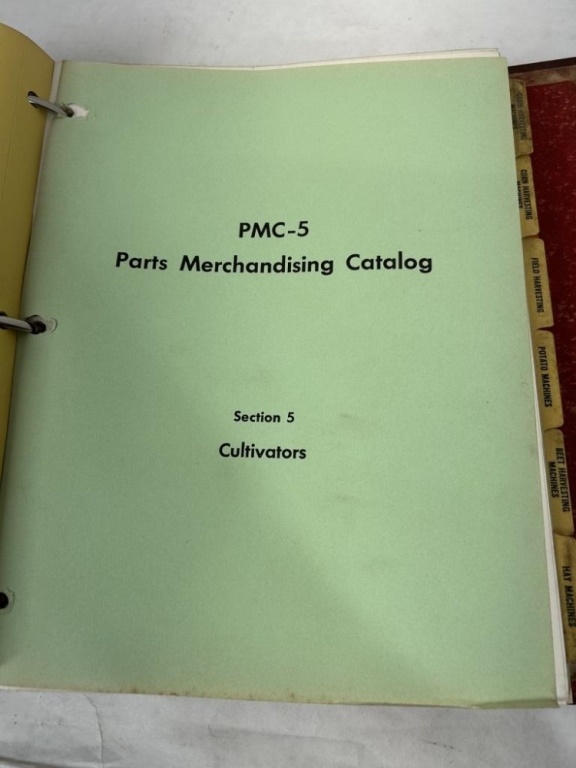 PMC-5
Parts Merchandising Catalog
Section 5
Cultivators
CORN HARVESTING
MACHINES
FIELD HARVESTING
POTATO MACHINES
BEET HARVESTING
MACHINES
HAY MACHINES